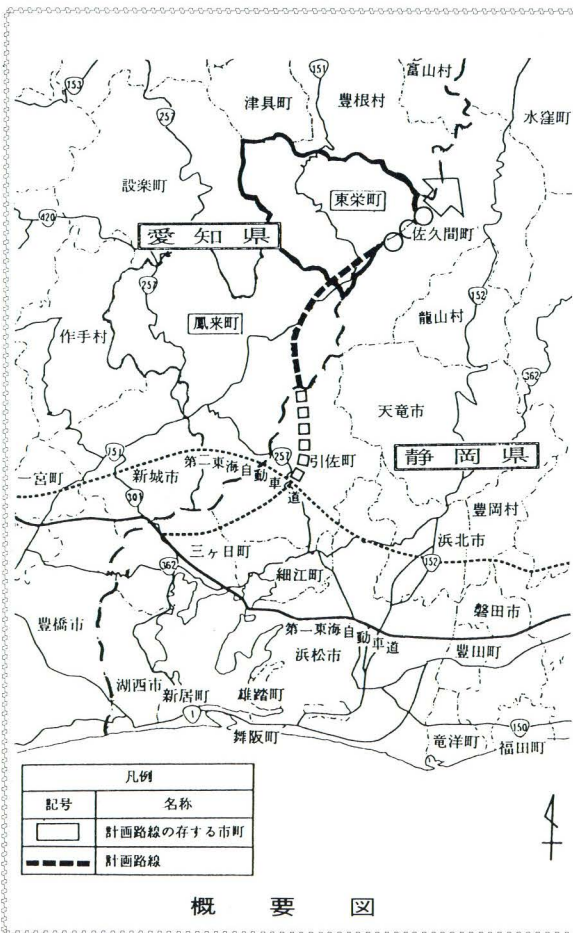 富山村
151
153
257
津具町
豊根村
水窪町
設楽町
東栄町
420
愛知県
佐久間町
257
152
鳳来町
龍山村
作手村
362
天竜市
151
257
引佐町
静岡県
一宮町
新城市
第二東海自動車道
301
豊岡村
浜北市
三ヶ日町
152
362
細江町
磐田市
豊橋市
第一東海自動車道
浜松市
豊田町
湖西市
新居町
雄踏町
1
舞阪町
150
竜洋町
福田町
凡例
記号 名称
計画路線の存する市町
計画路線
概要図